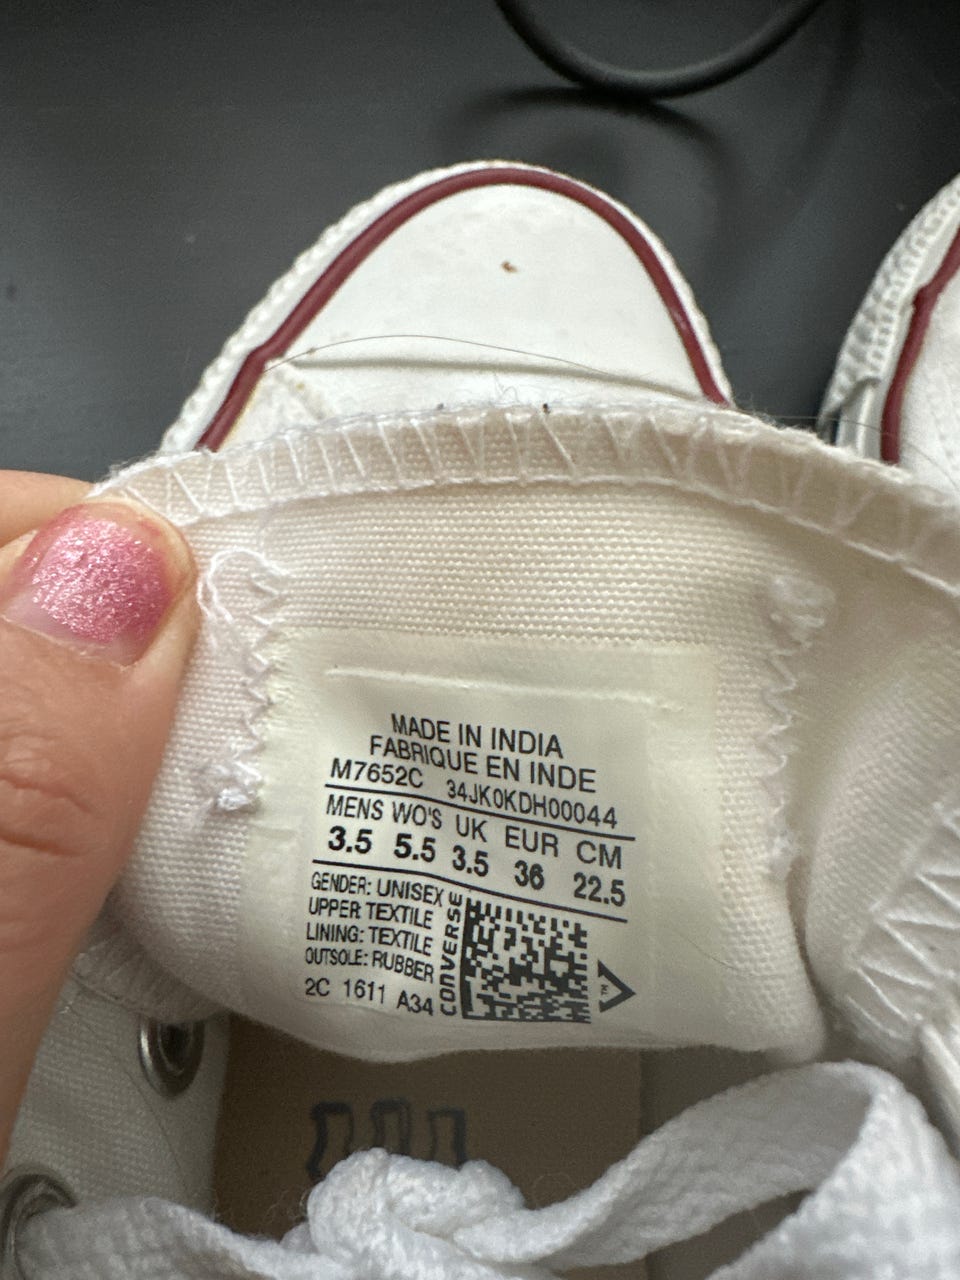 MADE IN INDIA
FABRIQUE EN INDE
M7652C 34JK0KDH00044
MENS WO'S UK EUR CM
3.5 5.5 3.5 36 22.5
GENDER: UNISEX
UPPER: TEXTILE
LINING: TEXTILE
OUTSOLE: RUBBER
2C 1611 A34
CONVERSE
TM